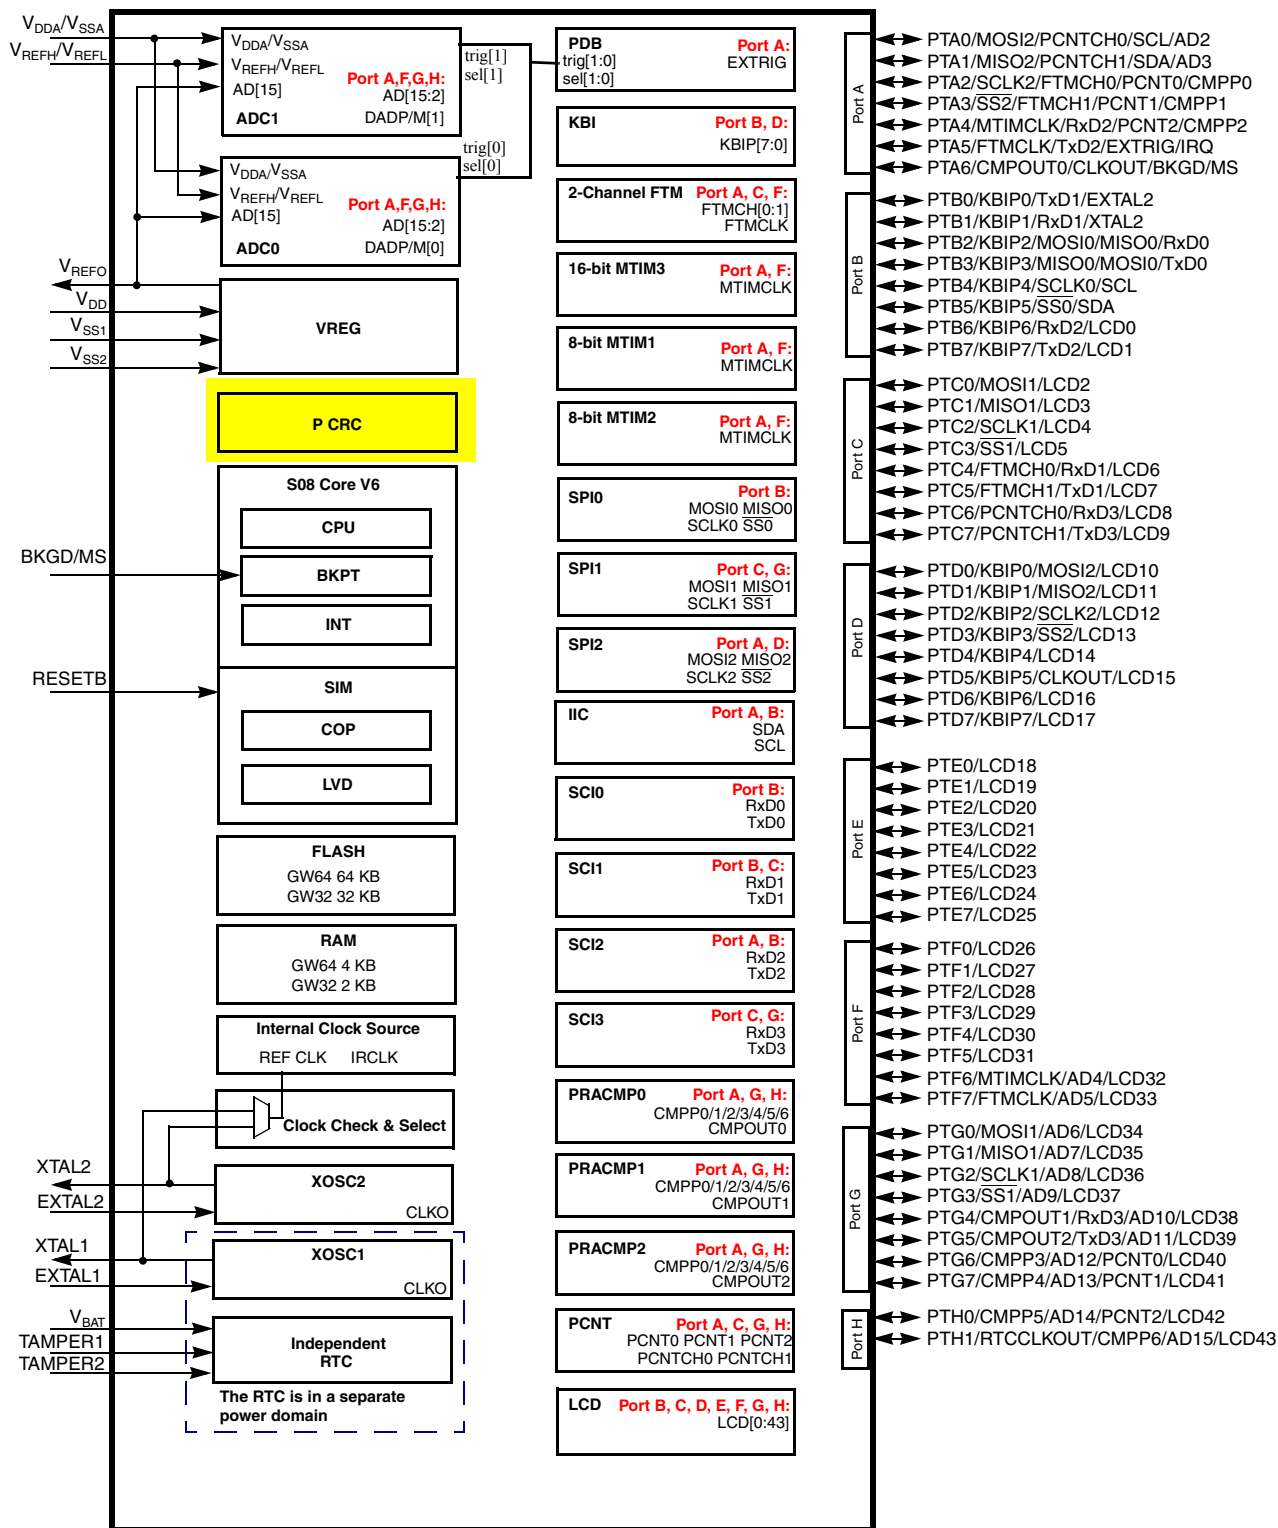 VDDA/VSSA
VREFH/VREFL
VDDA/VSSA
VREFH/VREFL
AD[15]
ADC1
Port A,F,G,H:
AD[15:2]
DADP/M[1]
trig[1]
sel[1]
VDDA/VSSA
VREFH/VREFL
AD[15]
ADC0
Port A,F,G,H:
AD[15:2]
DADP/M[0]
trig[0]
sel[0]
VREFO
VDD
VSS1
VSS2
VREG
P CRC
S08 Core V6
CPU
BKGD/MS
BKPT
INT
RESETB
SIM
COP
LVD
FLASH
GW64 64 KB
GW32 32 KB
RAM
GW64 4 KB
GW32 2 KB
Internal Clock Source
REF CLK IRCLK
Clock Check & Select
XTAL2
EXTAL2
XOSC2
CLKO
XTAL1
EXTAL1
XOSC1
CLKO
VBAT
TAMPER1
TAMPER2
Independent
RTC
The RTC is in a separate
power domain
PDB Port A:
trig[1:0] EXTRIG
sel[1:0]
KBI Port B, D:
KBIP[7:0]
2-Channel FTM Port A, C, F:
FTMCH[0:1]
FTMCLK
16-bit MTIM3 Port A, F:
MTIMCLK
8-bit MTIM1 Port A, F:
MTIMCLK
8-bit MTIM2 Port A, F:
MTIMCLK
SPI0 Port B:
MOSI0 MISO0
SCLK0 SS0
SPI1 Port C, G:
MOSI1 MISO1
SCLK1 SS1
SPI2 Port A, D:
MOSI2 MISO2
SCLK2 SS2
IIC Port A, B:
SDA
SCL
SCI0 Port B:
RxD0
TxD0
SCI1 Port B, C:
RxD1
TxD1
SCI2 Port A, B:
RxD2
TxD2
SCI3 Port C, G:
RxD3
TxD3
PRACMP0 Port A, G, H:
CMPP0/1/2/3/4/5/6
CMPOUT0
PRACMP1 Port A, G, H:
CMPP0/1/2/3/4/5/6
CMPOUT1
PRACMP2 Port A, G, H:
CMPP0/1/2/3/4/5/6
CMPOUT2
PCNT Port A, C, G, H:
PCNT0 PCNT1 PCNT2
PCNTCH0 PCNTCH1
LCD Port B, C, D, E, F, G, H:
LCD[0:43]
Port A
PTA0/MOSI2/PCNTCH0/SCL/AD2
PTA1/MISO2/PCNTCH1/SDA/AD3
PTA2/SCLK2/FTMCH0/PCNT0/CMPP0
PTA3/SS2/FTMCH1/PCNT1/CMPP1
PTA4/MTIMCLK/RxD2/PCNT2/CMPP2
PTA5/FTMCLK/TxD2/EXTRIG/IRQ
PTA6/CMPOUT0/CLKOUT/BKGD/MS
Port B
PTB0/KBIP0/TxD1/EXTAL2
PTB1/KBIP1/RxD1/XTAL2
PTB2/KBIP2/MOSI0/MISO0/RxD0
PTB3/KBIP3/MISO0/MOSI0/TxD0
PTB4/KBIP4/SCLK0/SCL
PTB5/KBIP5/SS0/SDA
PTB6/KBIP6/RxD2/LCD0
PTB7/KBIP7/TxD2/LCD1
Port C
PTC0/MOSI1/LCD2
PTC1/MISO1/LCD3
PTC2/SCLK1/LCD4
PTC3/SS1/LCD5
PTC4/FTMCH0/RxD1/LCD6
PTC5/FTMCH1/TxD1/LCD7
PTC6/PCNTCH0/RxD3/LCD8
PTC7/PCNTCH1/TxD3/LCD9
Port D
PTD0/KBIP0/MOSI2/LCD10
PTD1/KBIP1/MISO2/LCD11
PTD2/KBIP2/SCLK2/LCD12
PTD3/KBIP3/SS2/LCD13
PTD4/KBIP4/LCD14
PTD5/KBIP5/CLKOUT/LCD15
PTD6/KBIP6/LCD16
PTD7/KBIP7/LCD17
Port E
PTE0/LCD18
PTE1/LCD19
PTE2/LCD20
PTE3/LCD21
PTE4/LCD22
PTE5/LCD23
PTE6/LCD24
PTE7/LCD25
Port F
PTF0/LCD26
PTF1/LCD27
PTF2/LCD28
PTF3/LCD29
PTF4/LCD30
PTF5/LCD31
PTF6/MTIMCLK/AD4/LCD32
PTF7/FTMCLK/AD5/LCD33
Port G
PTG0/MOSI1/AD6/LCD34
PTG1/MISO1/AD7/LCD35
PTG2/SCLK1/AD8/LCD36
PTG3/SS1/AD9/LCD37
PTG4/CMPOUT1/RxD3/AD10/LCD38
PTG5/CMPOUT2/TxD3/AD11/LCD39
PTG6/CMPP3/AD12/PCNT0/LCD40
PTG7/CMPP4/AD13/PCNT1/LCD41
Port H
PTH0/CMPP5/AD14/PCNT2/LCD42
PTH1/RTCCLKOUT/CMPP6/AD15/LCD43